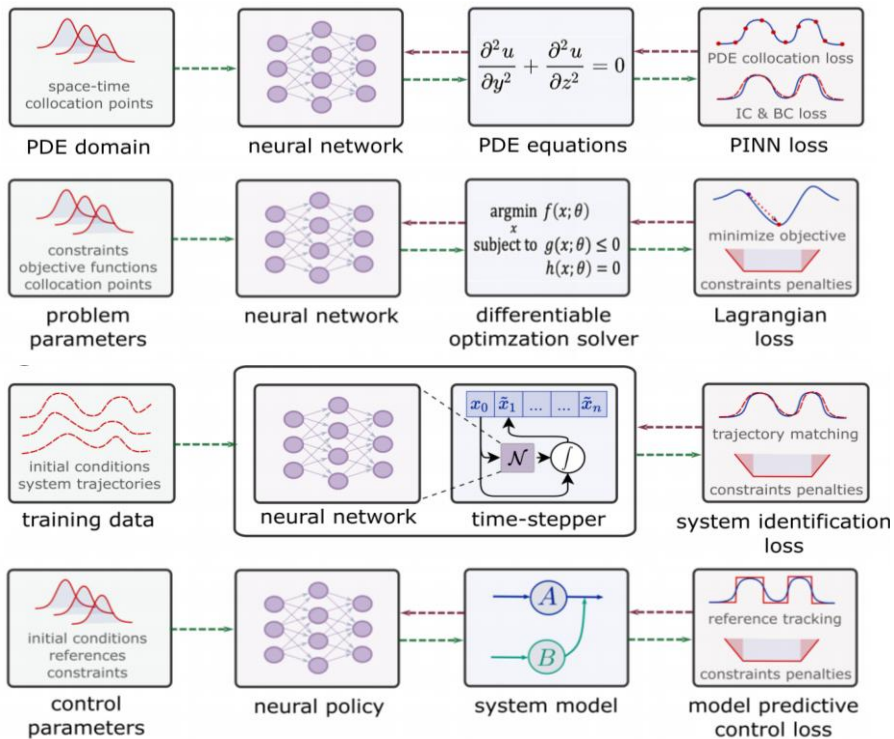 space-time
collocation points
PDE domain
neural network
∂²u/∂y² + ∂²u/∂z² = 0
PDE equations
PDE collocation loss
IC & BC loss
PINN loss
constraints
objective functions
collocation points
problem
parameters
neural network
argmin f(x;θ)
x
subject to g(x;θ) ≤ 0
h(x;θ) = 0
differentiable
optimzation solver
minimize objective
constraints penalties
Lagrangian
loss
initial conditions
system trajectories
training data
neural network
x₀ x̃₁ ... ... x̃ₙ
𝒩 ∫
time-stepper
trajectory matching
constraints penalties
system identification
loss
initial conditions
references
constraints
control
parameters
neural policy
A
B
system model
reference tracking
constraints penalties
model predictive
control loss